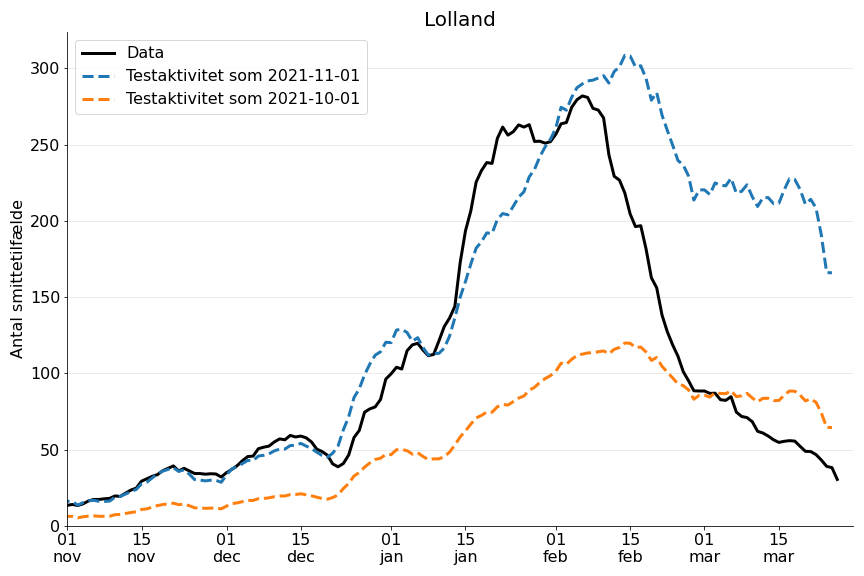 Lolland
Data
Testaktivitet som 2021-11-01
Testaktivitet som 2021-10-01
Antal smittetilfælde
300
250
200
150
100
50
0
01 15 01 15 01 15 01 15 01 15
nov nov dec dec jan jan feb feb mar mar